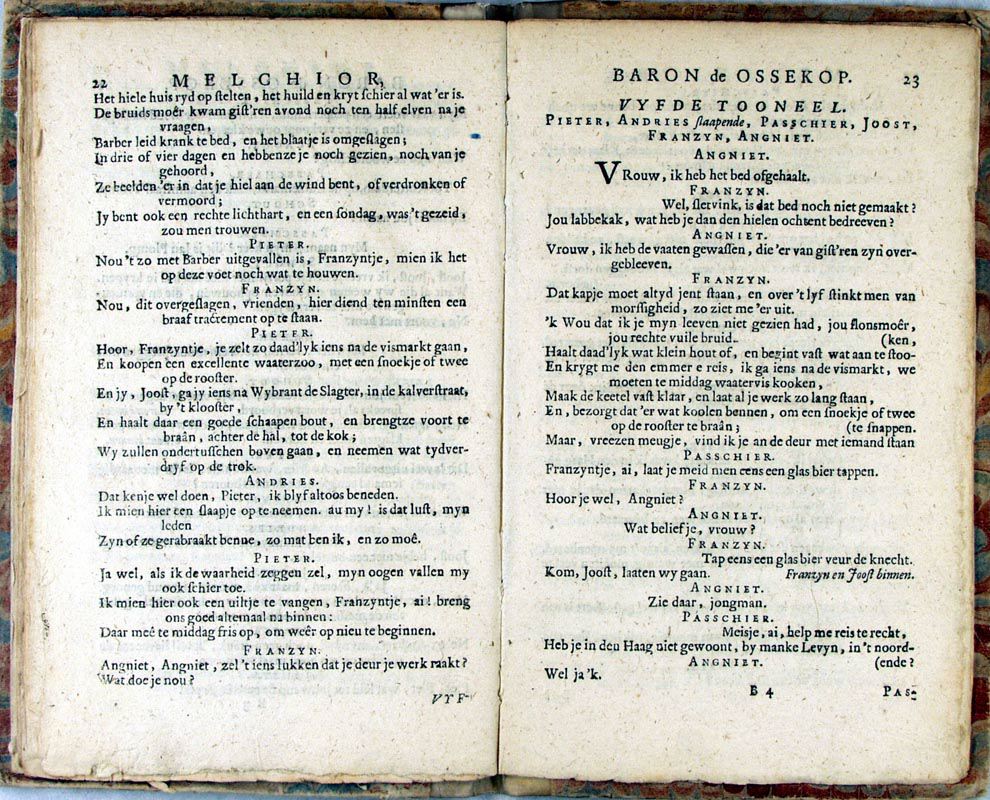 22 MELCHIOR,
Het hiele huis ryd op ſtelten, het huild en kryt ſchier al wat 'er is.
De bruids moêr kwam giſt'ren avond noch ten half elven na je
vraagen,
Barber leid krank te bed, en het blaatje is omgeſlagen;
In drie of vier dagen en hebbenze je noch gezien, noch van je
gehoord,
Ze beelden 'er in dat je hiel aan de wind bent, of verdronken of
vermoord;
Jy bent ook een rechte lichthart, en een ſondag, was 't gezeid,
zou men trouwen.
PIETER.
Nou 't zo met Barber uitgevallen is, Franzyntje, mien ik het
op deze voet noch wat te houwen.
FRANZYN.
Nou, dit overgeſlagen, vrienden, hier diend ten minſten een
braaf tractement op te ſtaan.
PIETER.
Hoor, Franzyntje, je zelt zo daad'lyk iens na de vismarkt gaan,
En koopen een excellente waaterzoo, met een ſnoekje of twee
op de rooſter.
En jy, Jooſt, ga jy iens na Wybrant de Slagter, in de kalverſtraat,
by 't klooſter,
En haalt daar een goede ſchaapen bout, en brengtze voort te
braân, achter de hal, tot de kok;
Wy zullen ondertuſſchen boven gaan, en neemen wat tydver-
dryf op de trok.
ANDRIES.
Dat kenje wel doen, Pieter, ik blyf altoos beneden.
Ik mien hier een ſlaapje op te neemen. au my! is dat luſt, myn
leden
Zyn of ze gerabraakt benne, zo mat ben ik, en zo moê.
PIETER.
Ja wel, als ik de waarheid zeggen zel, myn oogen vallen my
ook ſchier toe.
Ik mien hier ook een uiltje te vangen, Franzyntje, ai! breng
ons goed altemaal na binnen:
Daar meê te middag fris op, om weêr op nieu te beginnen.
FRANZYN.
Angniet, Angniet, zel 't iens lukken dat je deur je werk raakt?
Wat doe je nou?
VYF-
BARON de OSSEKOP. 23
VYFDE TOONEEL.
PIETER, ANDRIES ſlaapende, PASSCHIER, JOOST,
FRANZYN, ANGNIET.
ANGNIET.
VRouw, ik heb het bed ofgehaalt.
FRANZYN.
Wel, ſletvink, is dat bed noch niet gemaakt?
Jou labbekak, wat heb je dan den hielen ochtent bedreeven?
ANGNIET.
Vrouw, ik heb de vaaten gewaſſen, die 'er van giſt'ren zyn over-
gebleeven.
FRANZYN.
Dat kapje moet altyd jent ſtaan, en over 't lyf ſtinkt men van
morſſigheid, zo ziet me 'er uit.
'k Wou dat ik je myn leeven niet gezien had, jou ſlonsmoêr,
jou rechte vuile bruid. (ken,
Haalt daad'lyk wat klein hout of, en begint vaſt wat aan te ſtoo-
En krygt me den emmer e reis, ik ga iens na de vismarkt, we
moeten te middag watervis kooken,
Maak de keetel vaſt klaar, en laat al je werk zo lang ſtaan,
En, bezorgt dat 'er wat koolen bennen, om een ſnoekje of twee
op de rooſter te braân; (te ſnappen.
Maar, vreezen meugje, vind ik je an de deur met iemand ſtaan
PASSCHIER.
Franzyntje, ai, laat je meid mien eens een glas bier tappen.
FRANZYN.
Hoor je wel, Angniet?
ANGNIET.
Wat belief je, vrouw?
FRANZYN.
Tap eens een glas bier veur de knecht.
Kom, Jooſt, laaten wy gaan. Franzyn en Jooſt binnen.
ANGNIET.
Zie daar, jongman.
PASSCHIER.
Meisje, ai, help me reis te recht,
Heb je in den Haag niet gewoont, by manke Levyn, in 't noord-
ANGNIET. (ende?
Wel ja 'k.
B 4 PAS-